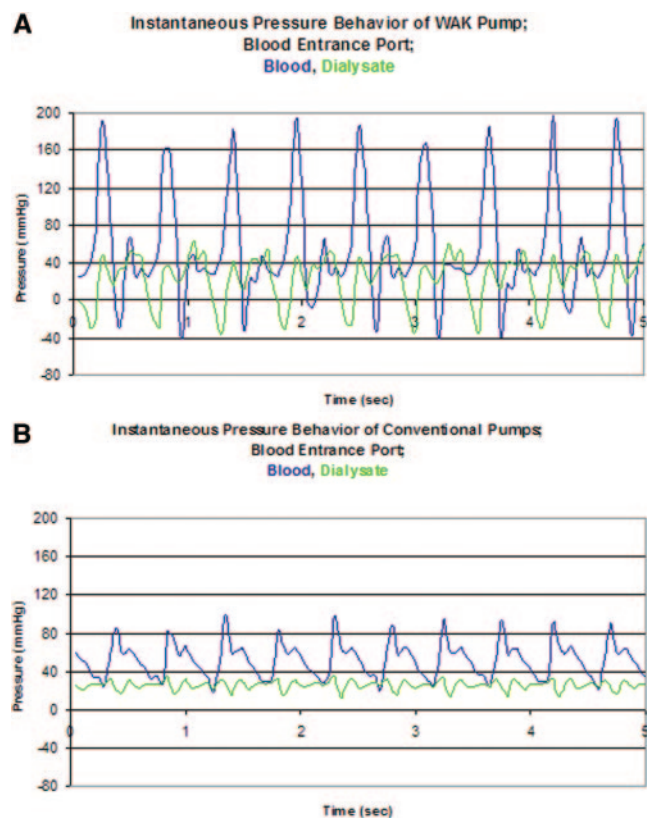 A
Instantaneous Pressure Behavior of WAK Pump;
Blood Entrance Port;
Blood, Dialysate
Pressure (mmHg)
200
160
120
80
40
0
-40
-80
0 1 2 3 4 5
Time (sec)
B
Instantaneous Pressure Behavior of Conventional Pumps;
Blood Entrance Port;
Blood, Dialysate
Pressure (mmHg)
200
160
120
80
40
0
-40
-80
0 1 2 3 4 5
Time (sec)